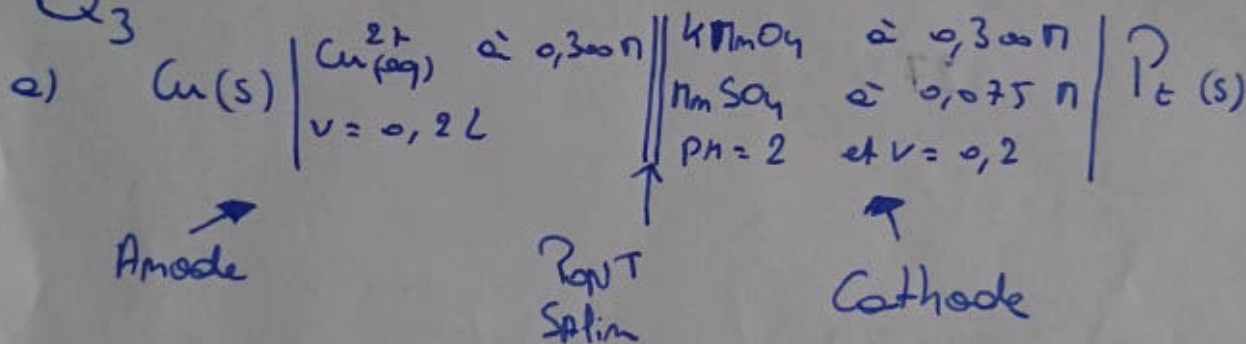 Q3
a) Cu(s) | Cu²⁺(aq) à 0,300 M || KMnO4 à 0,300 M | Pt (s)
v = 0,2 L MnSO4 à 0,075 M
pH = 2 et v = 0,2
Anode PONT Cathode
Salin